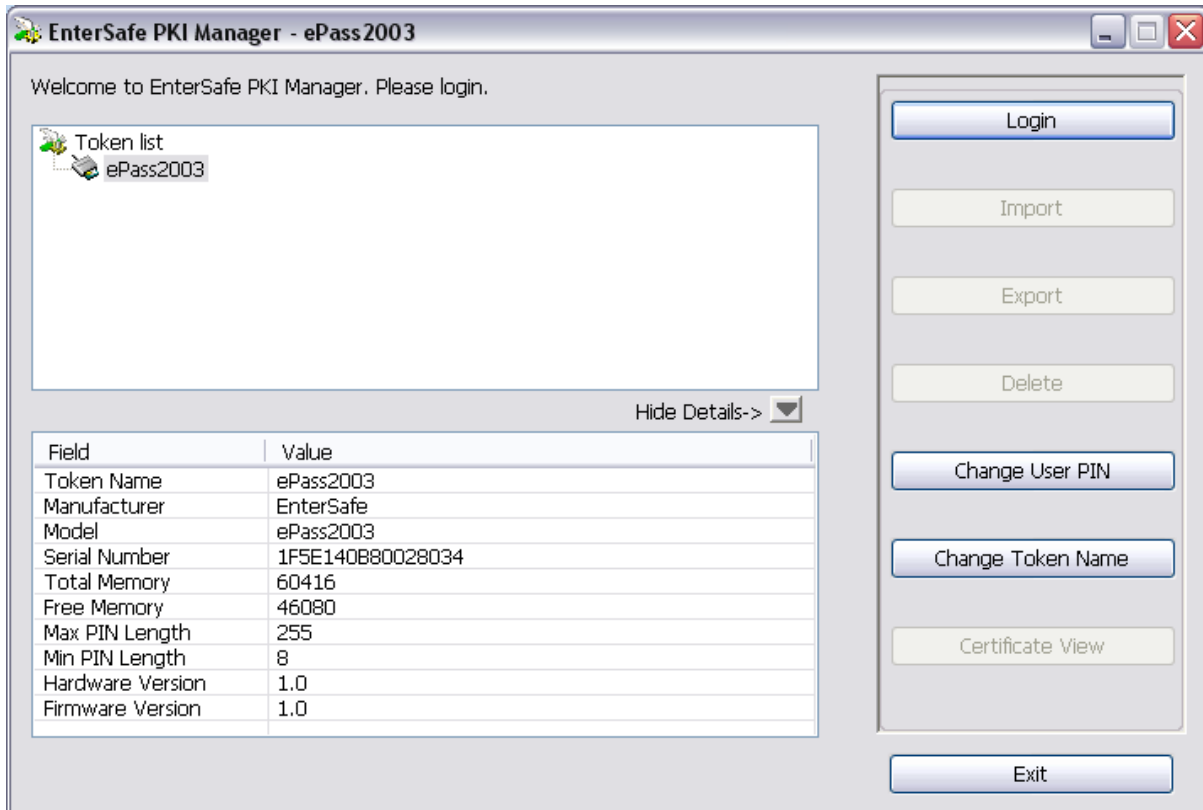 EnterSafe PKI Manager - ePass2003
Welcome to EnterSafe PKI Manager. Please login.
Token list
ePass2003
Hide Details->
Field Value
Token Name ePass2003
Manufacturer EnterSafe
Model ePass2003
Serial Number 1F5E140B80028034
Total Memory 60416
Free Memory 46080
Max PIN Length 255
Min PIN Length 8
Hardware Version 1.0
Firmware Version 1.0
Login
Import
Export
Delete
Change User PIN
Change Token Name
Certificate View
Exit